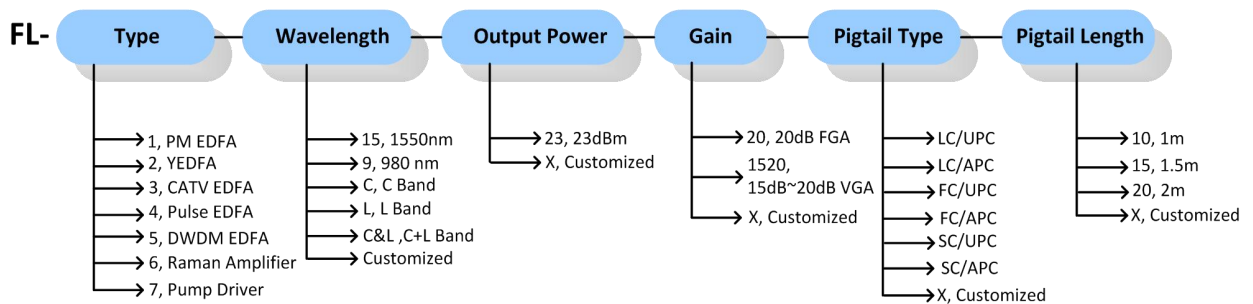 FL- Type Wavelength Output Power Gain Pigtail Type Pigtail Length
1, PM EDFA
2, YEDFA
3, CATV EDFA
4, Pulse EDFA
5, DWDM EDFA
6, Raman Amplifier
7, Pump Driver
15, 1550nm
9, 980 nm
C, C Band
L, L Band
C&L ,C+L Band
Customized
23, 23dBm
X, Customized
20, 20dB FGA
1520,
15dB~20dB VGA
X, Customized
LC/UPC
LC/APC
FC/UPC
FC/APC
SC/UPC
SC/APC
X, Customized
10, 1m
15, 1.5m
20, 2m
X, Customized